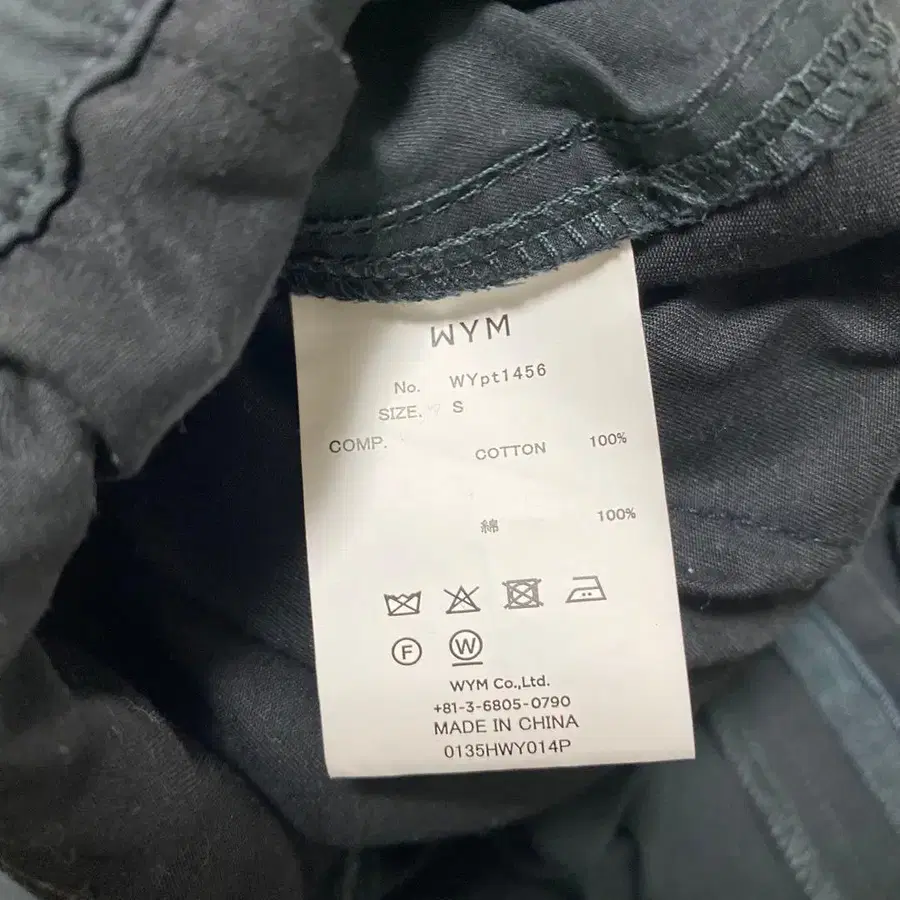 WYM
No. WYpt1456
SIZE. S
COMP.
COTTON 100%
綿 100%
F W
WYM Co.,Ltd.
+81-3-6805-0790
MADE IN CHINA
0135HWY014P